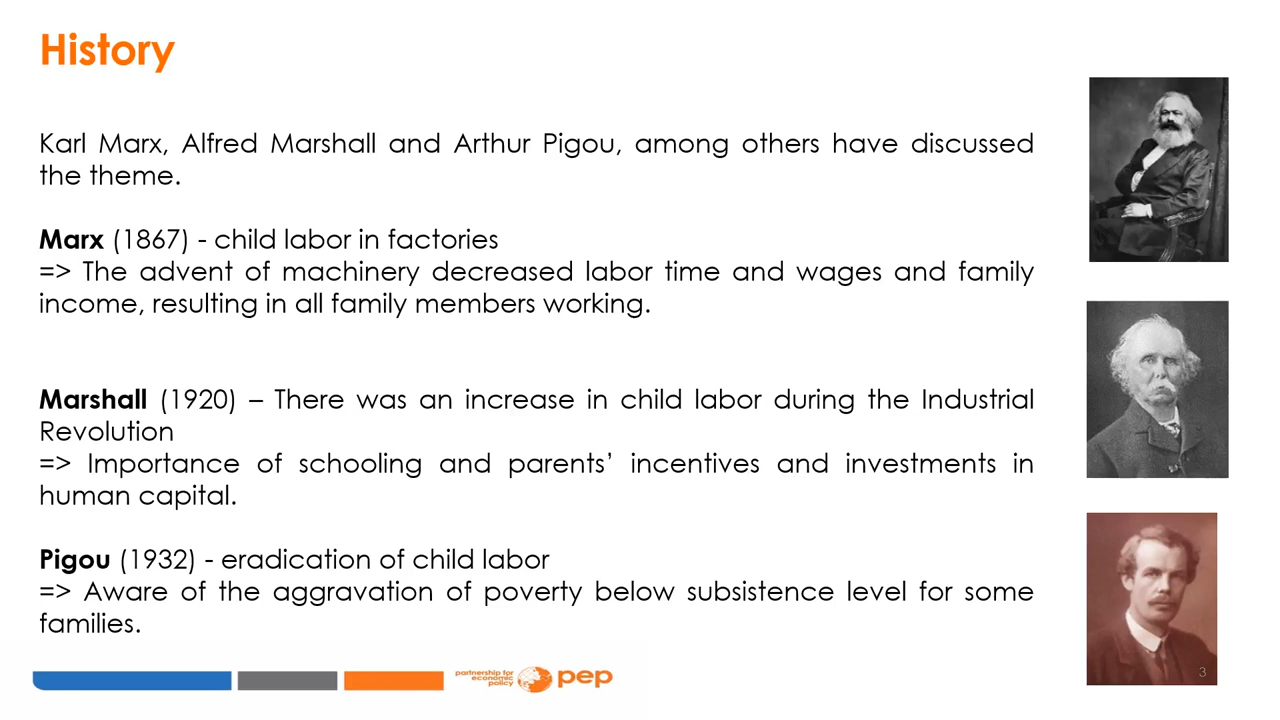 History
Karl Marx, Alfred Marshall and Arthur Pigou, among others have discussed
the theme.
Marx (1867) - child labor in factories
=> The advent of machinery decreased labor time and wages and family
income, resulting in all family members working.
Marshall (1920) – There was an increase in child labor during the Industrial
Revolution
=> Importance of schooling and parents’ incentives and investments in
human capital.
Pigou (1932) - eradication of child labor
=> Aware of the aggravation of poverty below subsistence level for some
families.
partnership for
economic
policy
pep
3